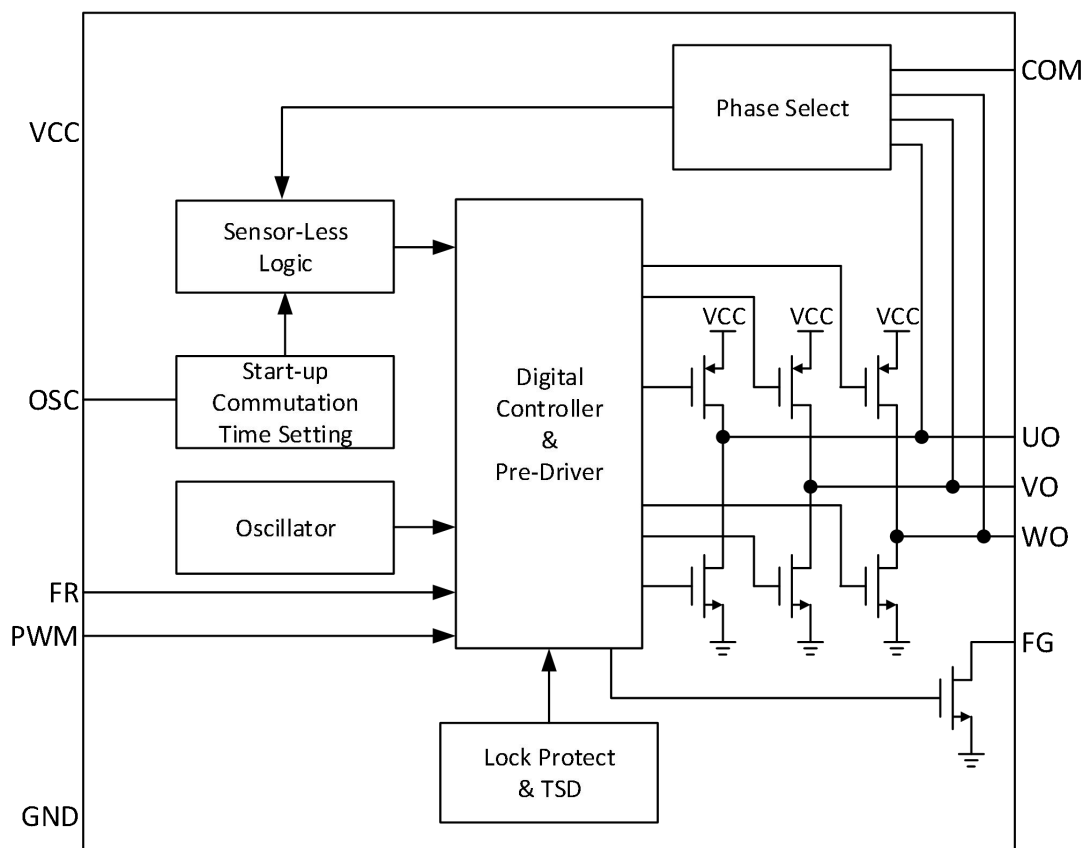 COM
Phase Select
VCC
Sensor-Less
Logic
VCC VCC VCC
Start-up
Commutation
Time Setting
OSC
Digital
Controller
&
Pre-Driver
UO
VO
Oscillator
WO
FR
PWM
FG
Lock Protect
& TSD
GND